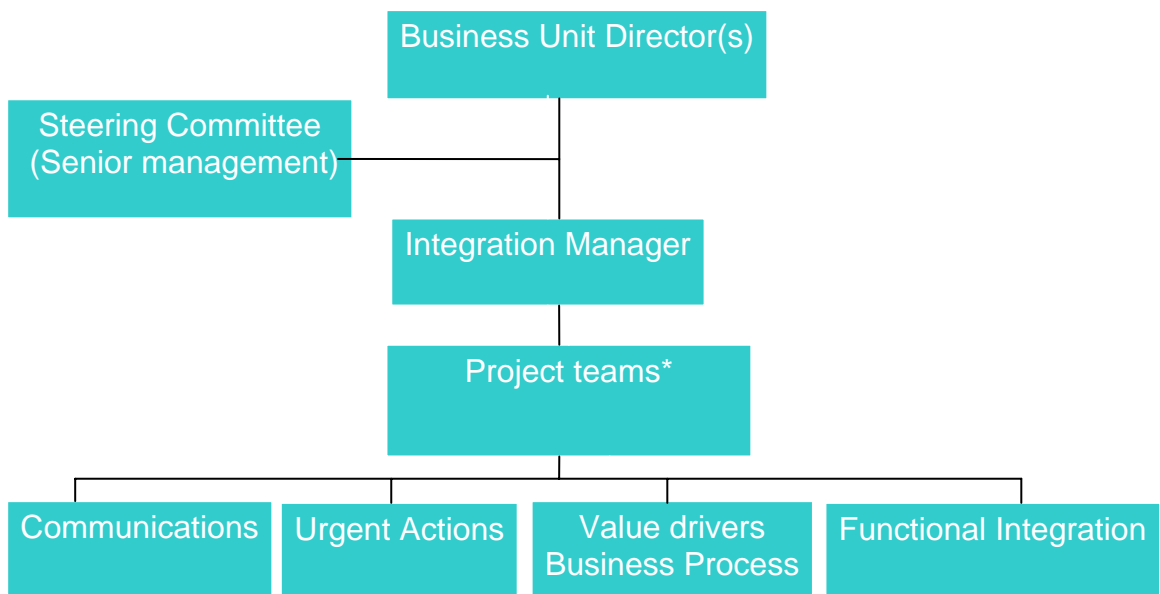 Business Unit Director(s)
Steering Committee
(Senior management)
Integration Manager
Project teams*
Communications
Urgent Actions
Value drivers
Business Process
Functional Integration